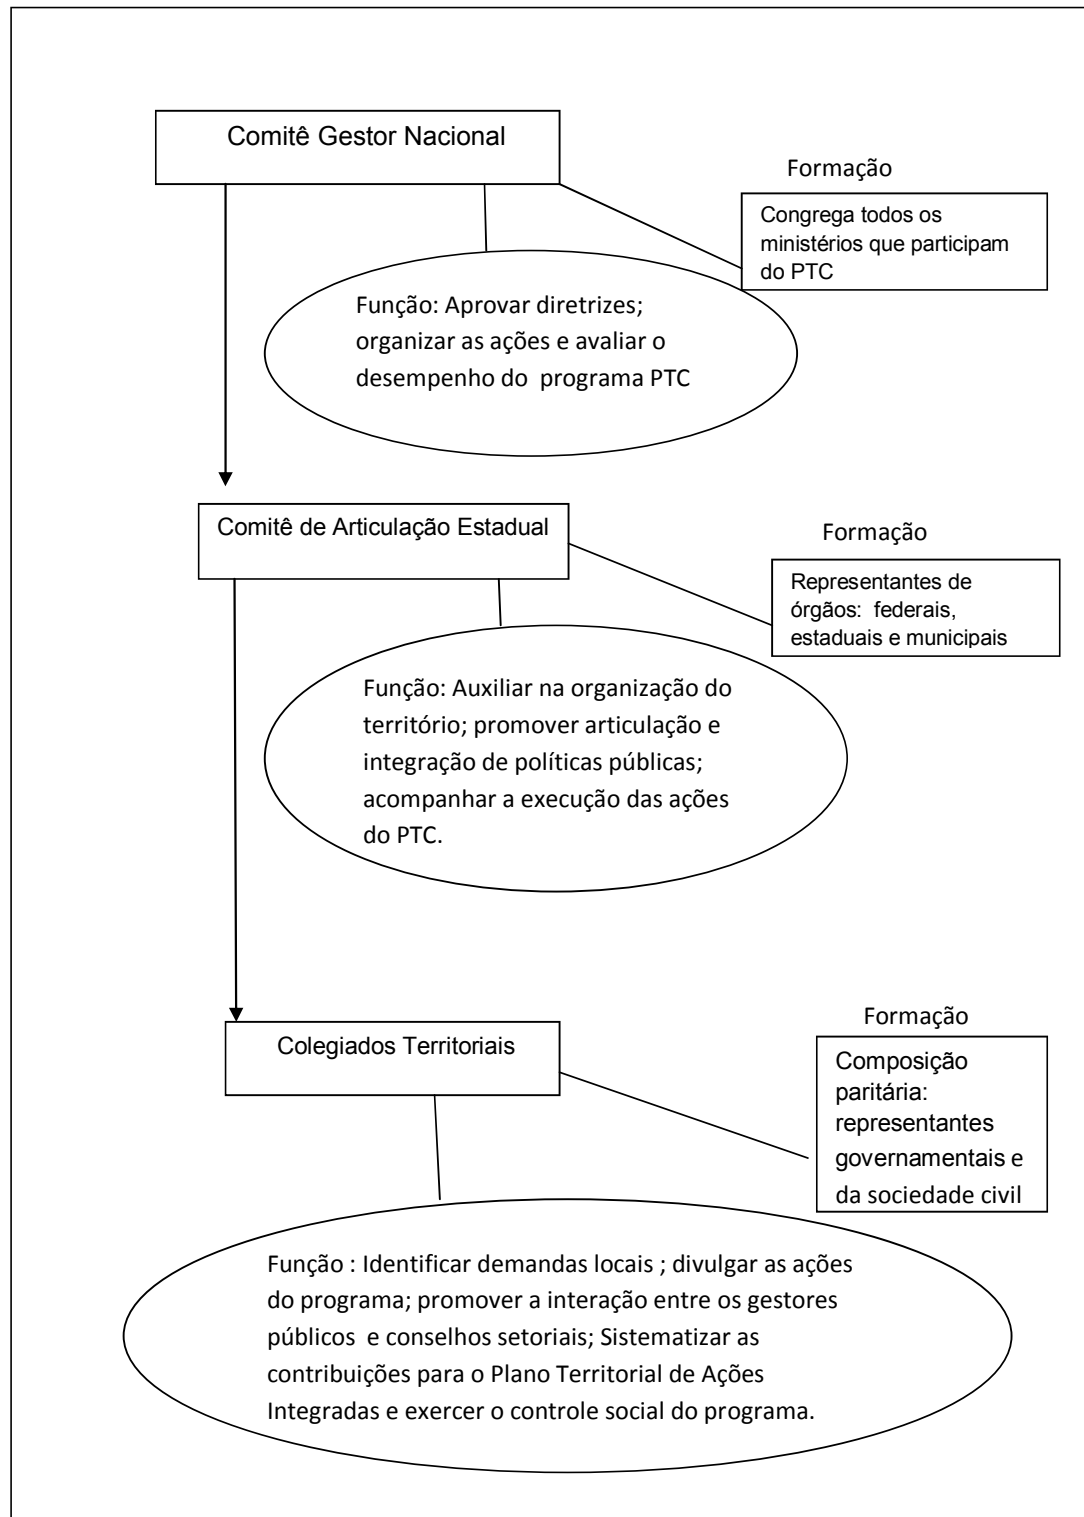 Comitê Gestor Nacional
Formação
Congrega todos os
ministérios que participam
do PTC
Função: Aprovar diretrizes;
organizar as ações e avaliar o
desempenho do  programa PTC
Comitê de Articulação Estadual
Formação
Representantes de
órgãos:  federais,
estaduais e municipais
Função: Auxiliar na organização do
território; promover articulação e
integração de políticas públicas;
acompanhar a execução das ações
do PTC.
Colegiados Territoriais
Formação
Composição
paritária:
representantes
governamentais e
da sociedade civil
Função : Identificar demandas locais ; divulgar as ações
do programa; promover a interação entre os gestores
públicos  e conselhos setoriais; Sistematizar as
contribuições para o Plano Territorial de Ações
Integradas e exercer o controle social do programa.